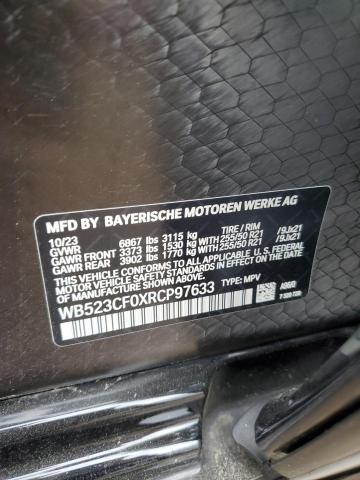 MFD BY BAYERISCHE MOTOREN WERKE AG
10/23 TIRE / RIM
GVWR 6867 lbs 3115 kg
GAWR FRONT 3373 lbs 1530 kg WITH 255/50 R21 /9Jx21
GAWR REAR 3902 lbs 1770 kg WITH 255/50 R21 /9Jx21
THIS VEHICLE CONFORMS TO ALL APPLICABLE U.S. FEDERAL
MOTOR VEHICLE SAFETY STANDARDS IN EFFECT ON THE DATE OF
MANUFACTURE SHOWN ABOVE.
WB523CF0XRCP97633 TYPE: MPV